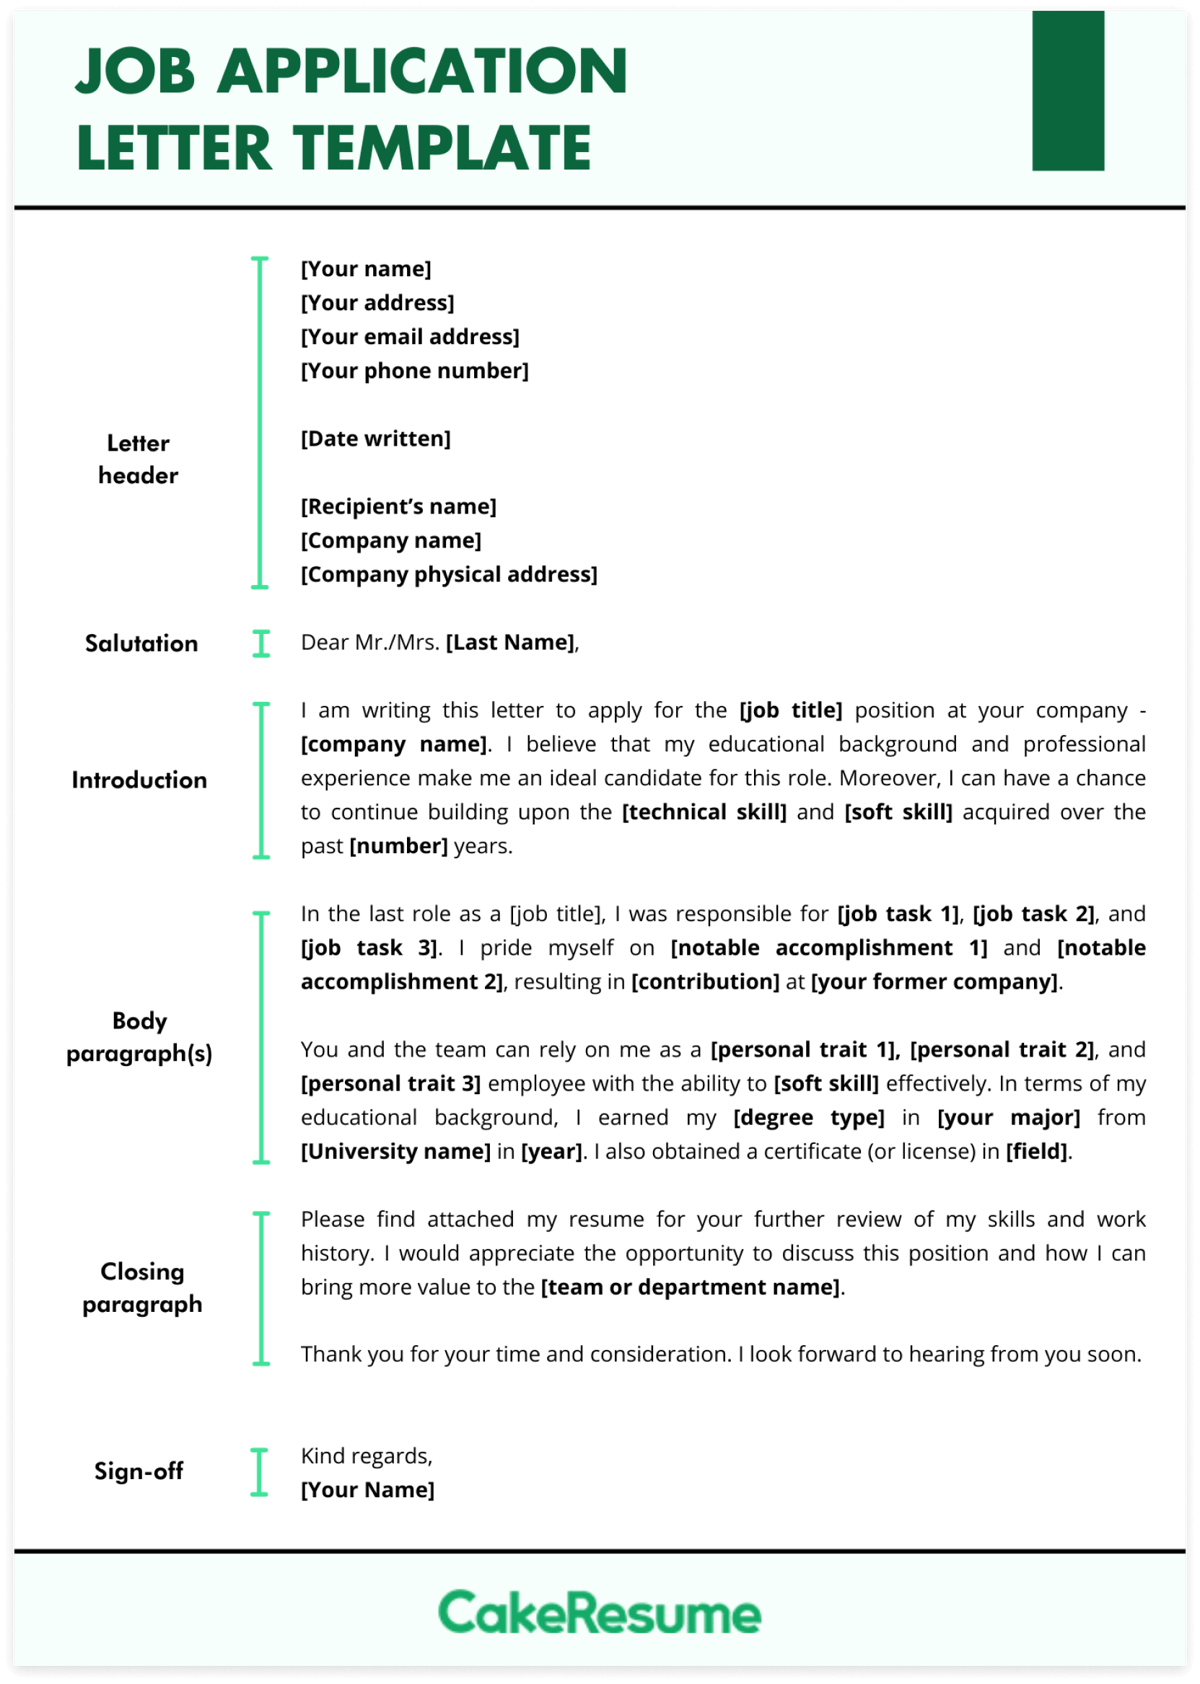 JOB APPLICATION
LETTER TEMPLATE
[Your name]
[Your address]
[Your email address]
[Your phone number]
[Date written]
Letter
header
[Recipient’s name]
[Company name]
[Company physical address]
Salutation
Dear Mr./Mrs. [Last Name],
Introduction
I am writing this letter to apply for the [job title] position at your company -
[company name]. I believe that my educational background and professional
experience make me an ideal candidate for this role. Moreover, I can have a chance
to continue building upon the [technical skill] and [soft skill] acquired over the
past [number] years.
Body
paragraph(s)
In the last role as a [job title], I was responsible for [job task 1], [job task 2], and
[job task 3]. I pride myself on [notable accomplishment 1] and [notable
accomplishment 2], resulting in [contribution] at [your former company].
You and the team can rely on me as a [personal trait 1], [personal trait 2], and
[personal trait 3] employee with the ability to [soft skill] effectively. In terms of my
educational background, I earned my [degree type] in [your major] from
[University name] in [year]. I also obtained a certificate (or license) in [field].
Closing
paragraph
Please find attached my resume for your further review of my skills and work
history. I would appreciate the opportunity to discuss this position and how I can
bring more value to the [team or department name].
Thank you for your time and consideration. I look forward to hearing from you soon.
Sign-off
Kind regards,
[Your Name]
CakeResume